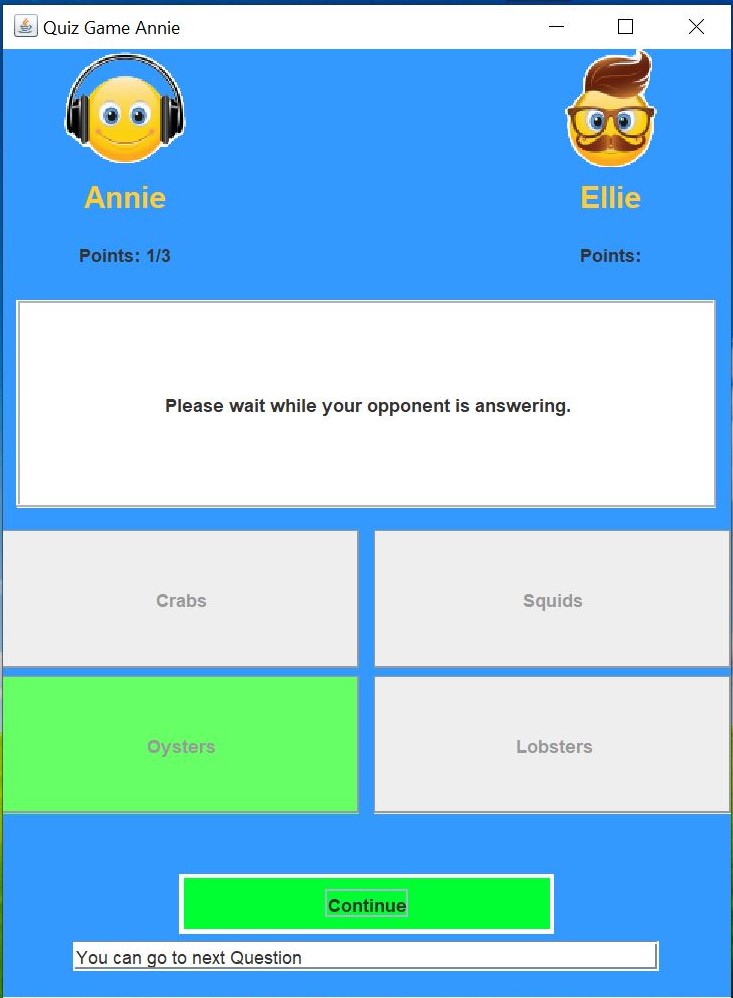 Quiz Game Annie
Annie
Ellie
Points: 1/3
Points:
Please wait while your opponent is answering.
Crabs
Squids
Oysters
Lobsters
Continue
You can go to next Question